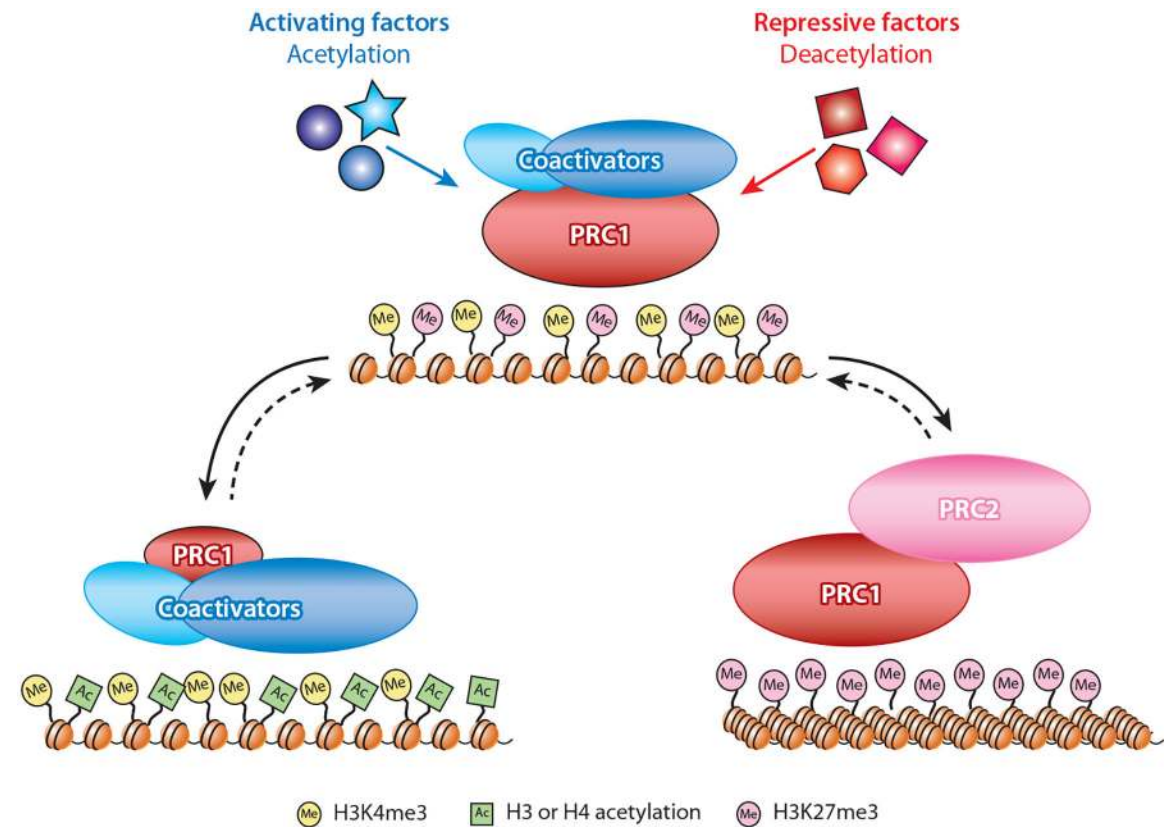 Activating factors
Acetylation
Repressive factors
Deacetylation
Coactivators
PRC1
Me Me Me Me Me Me Me Me Me Me
PRC2
PRC1
Coactivators
PRC1
Me Ac Me Ac Me Me Ac Me Ac Me Ac Ac
Me Me Me Me Me Me Me Me Me Me
Me H3K4me3
Ac H3 or H4 acetylation
Me H3K27me3